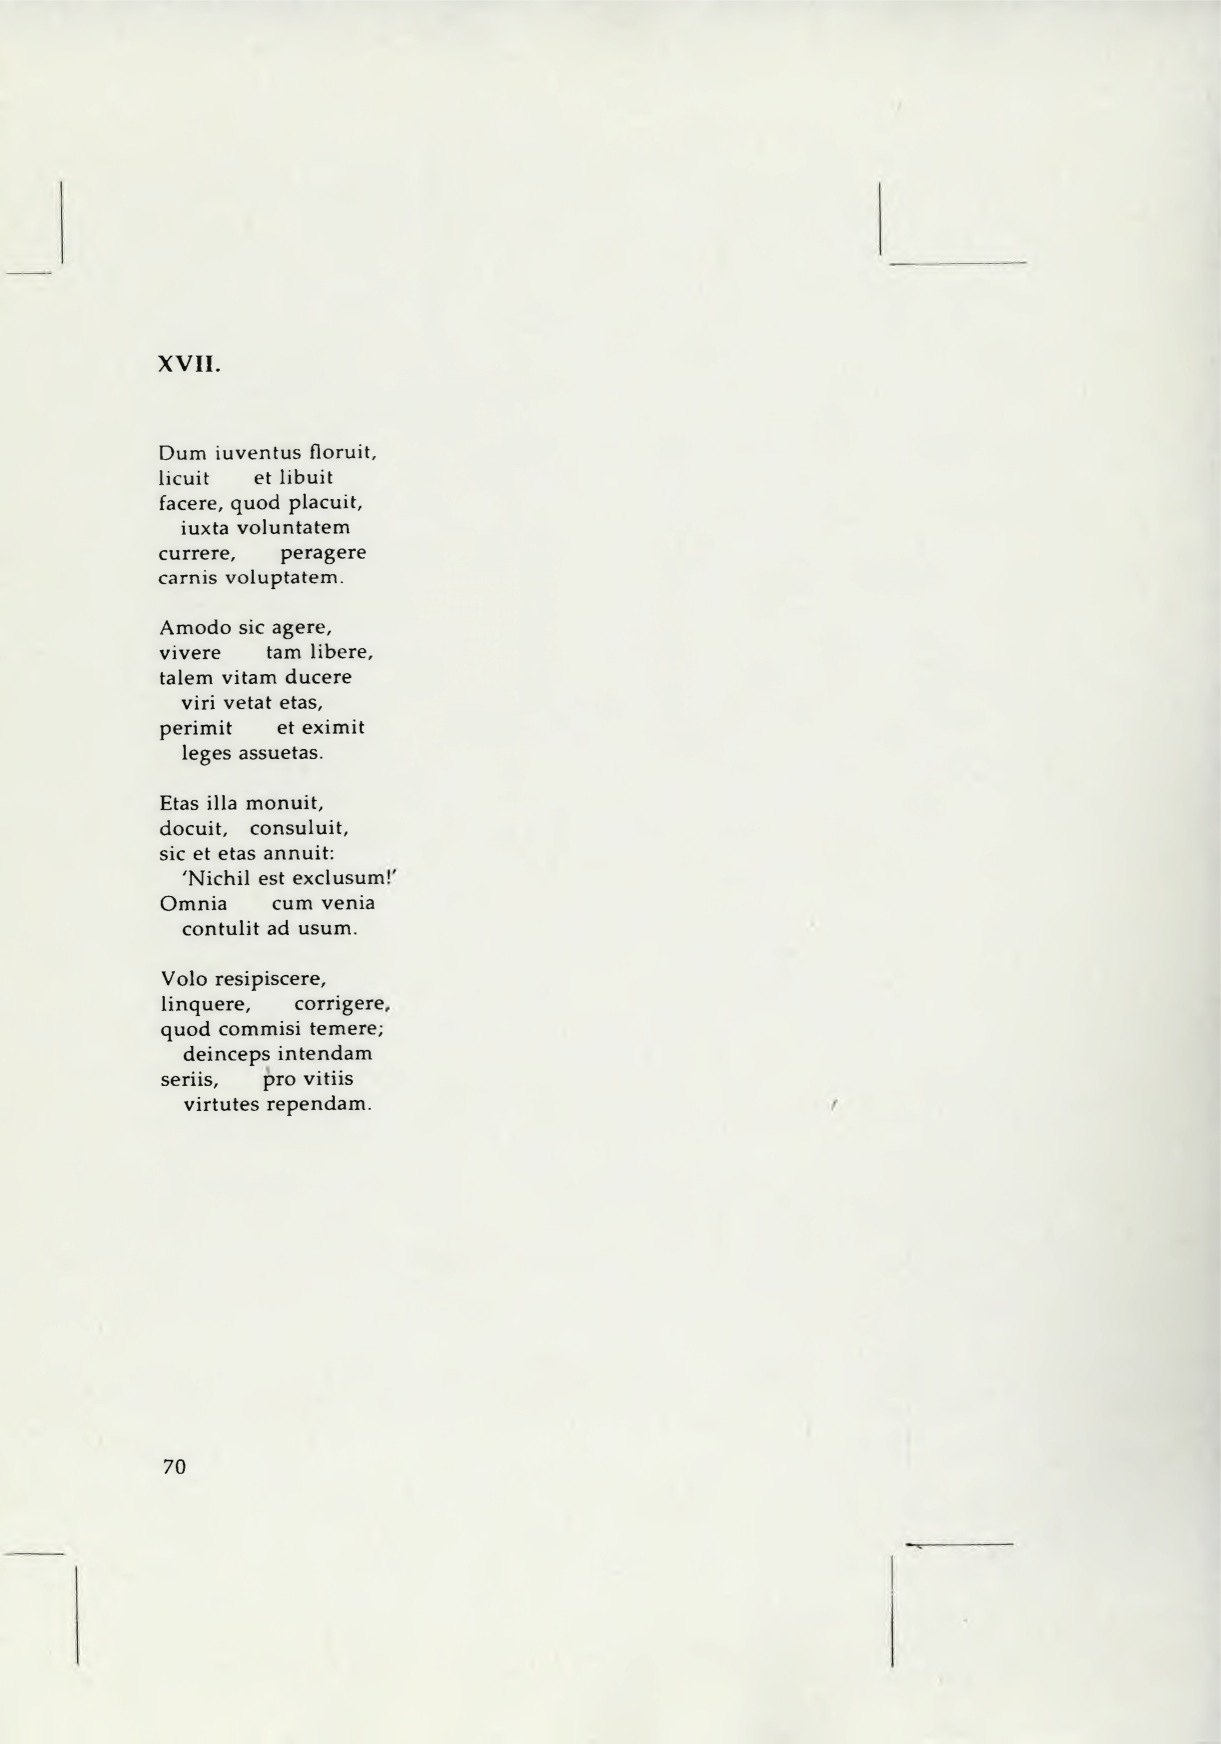 XVII.
Dum iuventus floruit,
licuit et libuit
facere, quod placuit,
iuxta voluntatem
currere, peragere
carnis voluptatem.
Amodo sic agere,
vivere tam libere,
talem vitam ducere
viri vetat etas,
perimit et eximit
leges assuetas.
Etas illa monuit,
docuit, consuluit,
sic et etas annuit:
'Nichil est exclusum!'
Omnia cum venia
contulit ad usum.
Volo resipiscere,
linquere, corrigere,
quod commisi temere;
deinceps intendam
seriis, pro vitiis
virtutes rependam.
70